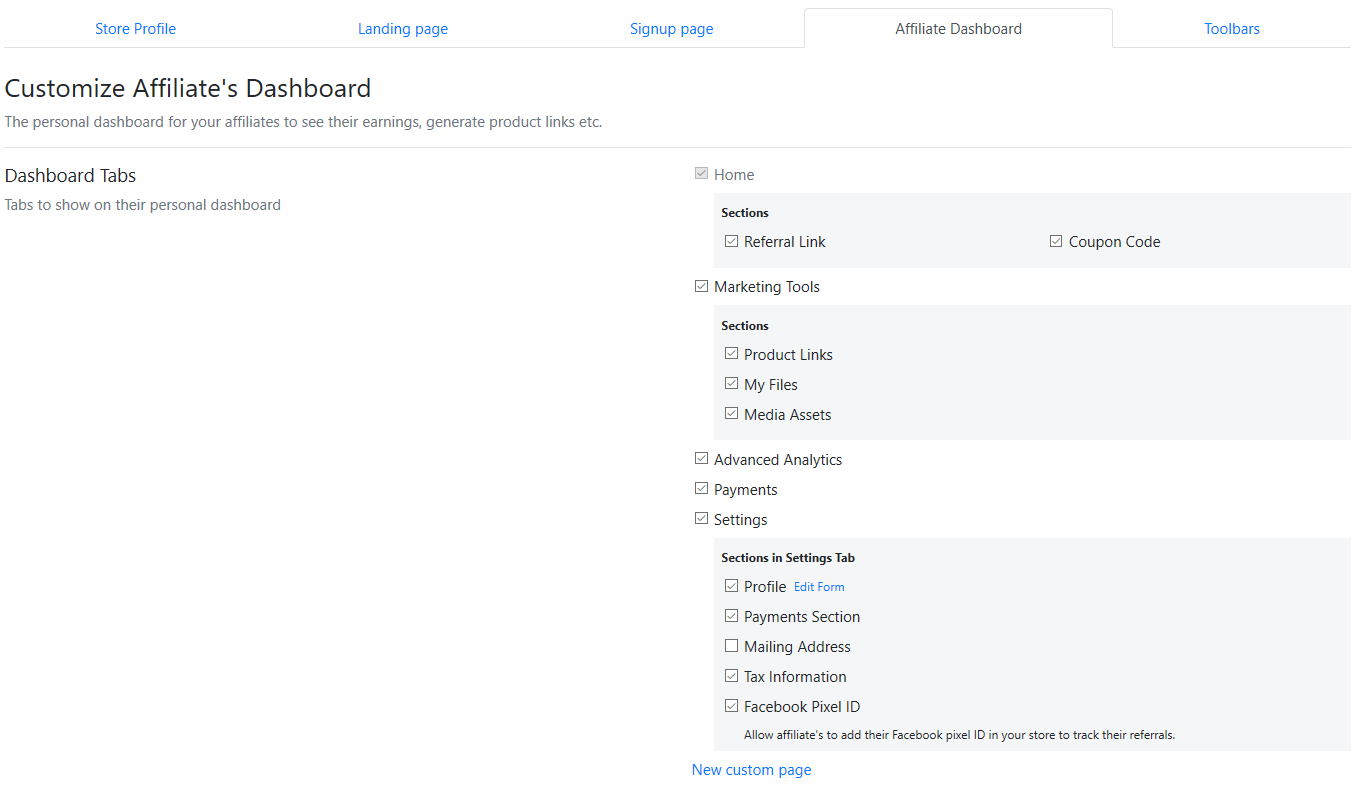 Store Profile Landing page Signup page Affiliate Dashboard Toolbars
Customize Affiliate's Dashboard
The personal dashboard for your affiliates to see their earnings, generate product links etc.
Dashboard Tabs
Tabs to show on their personal dashboard
Home
Sections
Referral Link Coupon Code
Marketing Tools
Sections
Product Links
My Files
Media Assets
Advanced Analytics
Payments
Settings
Sections in Settings Tab
Profile Edit Form
Payments Section
Mailing Address
Tax Information
Facebook Pixel ID
Allow affiliate's to add their Facebook pixel ID in your store to track their referrals.
New custom page